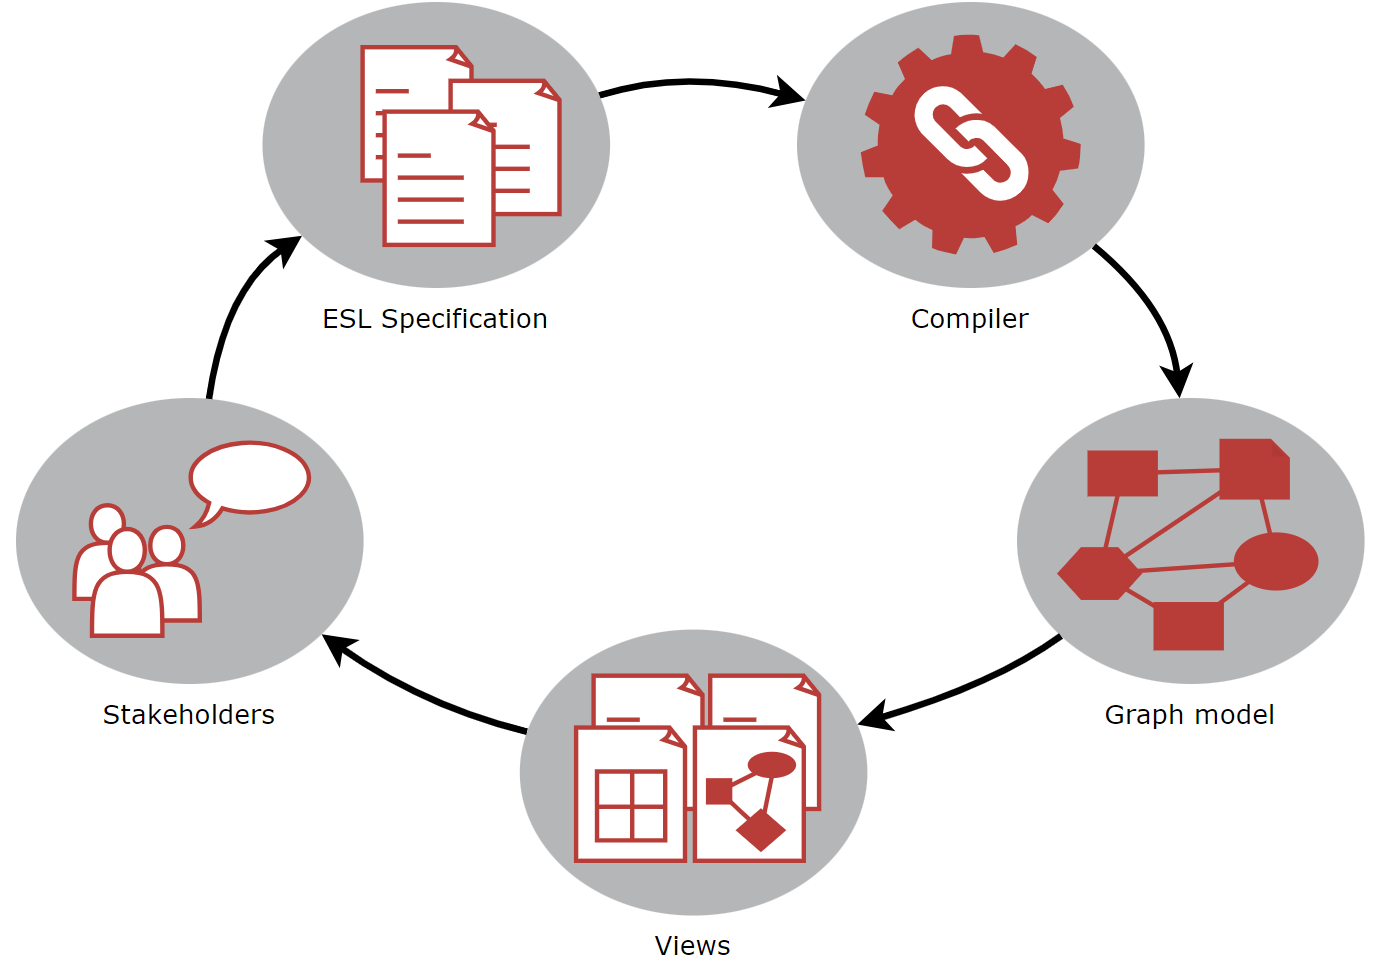 ESL Specification
Compiler
Stakeholders
Graph model
Views